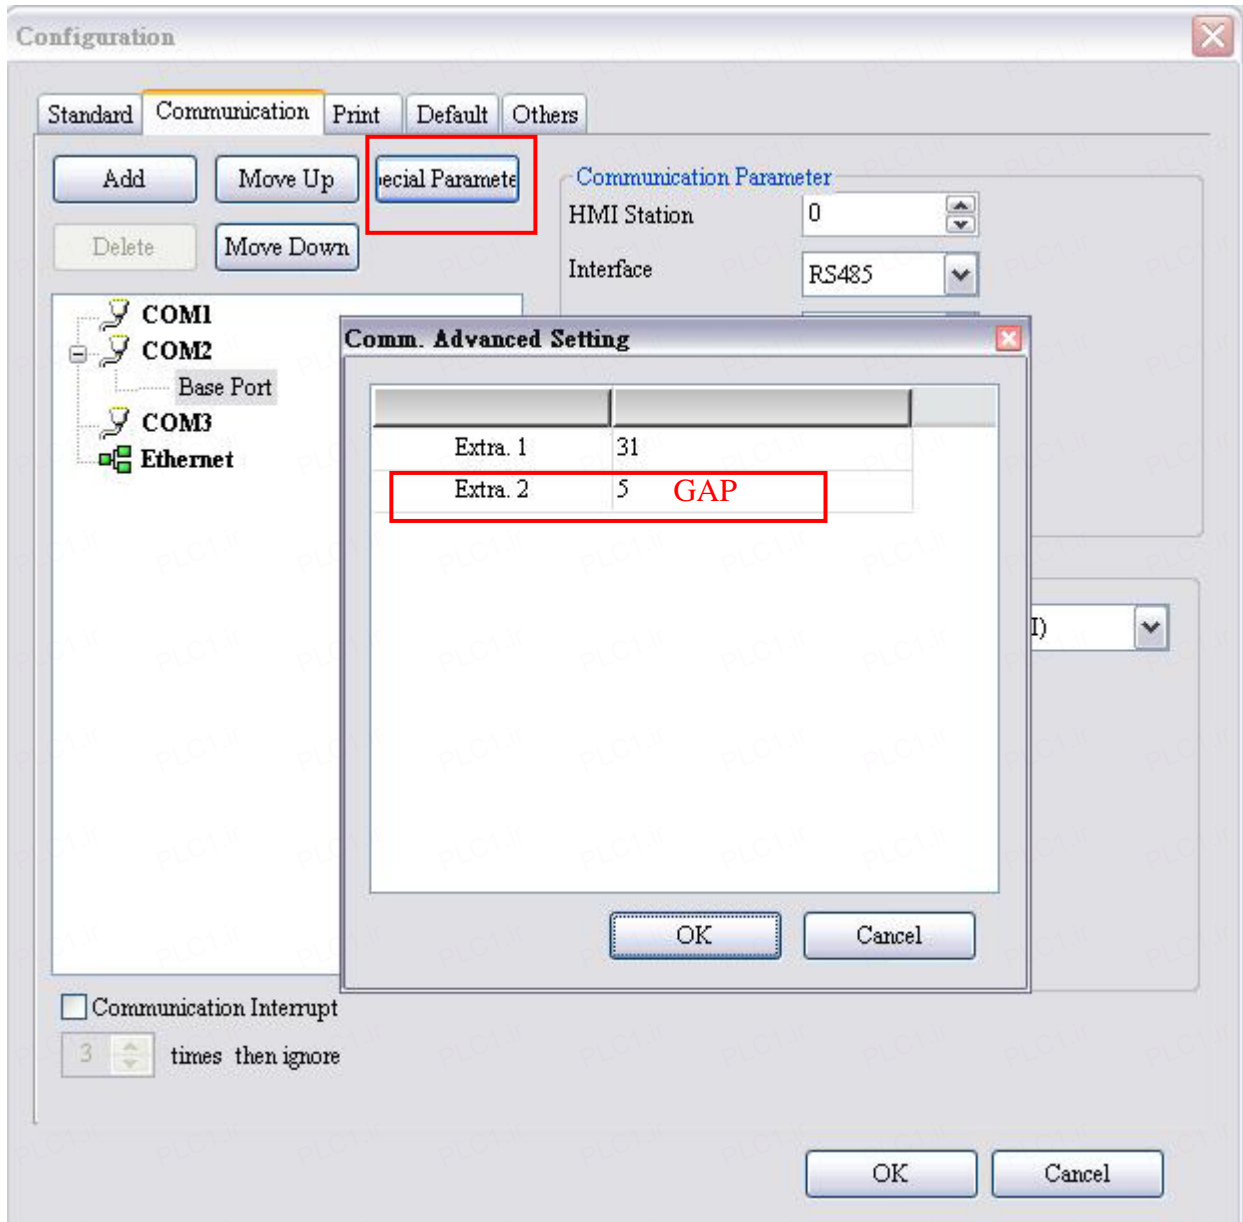 Configuration
Standard Communication Print Default Others
Add Move Up ecial Paramete
Delete Move Down
Communication Parameter
HMI Station 0
Interface RS485
COM1
COM2
Base Port
COM3
Ethernet
Comm. Advanced Setting
Extra. 1 31
Extra. 2 5 GAP
OK Cancel
I)
Communication Interrupt
3 times then ignore
OK Cancel